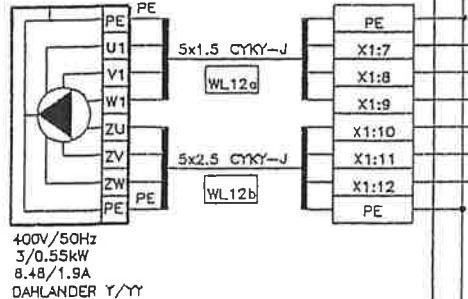 PE
PE
PE
U1
5x1.5 CYKY-J
X1:7
V1
WL12a
X1:8
W1
X1:9
ZU
X1:10
ZV
5x2.5 CYKY-J
X1:11
ZW
WL12b
X1:12
PE
PE
PE
400V/50Hz
3/0.55kW
8.48/1.9A
DAHLANDER Y/YY